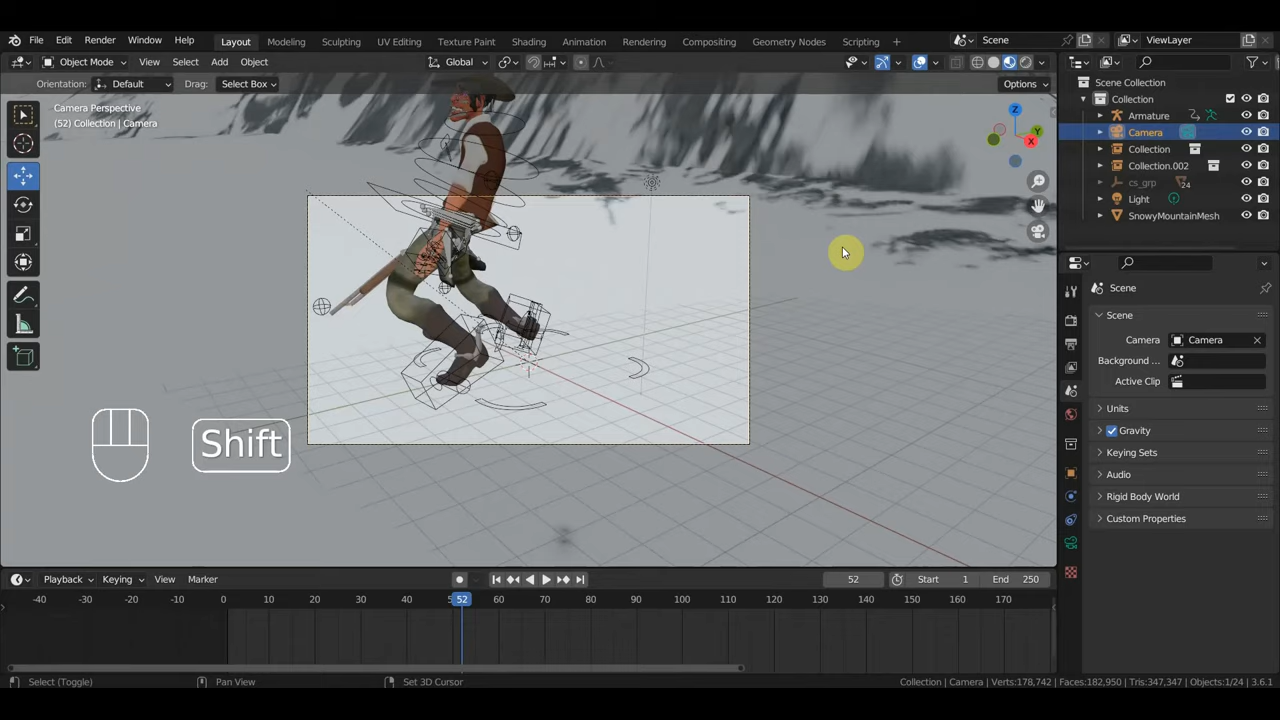 File Edit Render Window Help Layout Modeling Sculpting UV Editing Texture Paint Shading Animation Rendering Compositing Geometry Nodes Scripting + Scene ViewLayer
Object Mode View Select Add Object Global
Orientation: Default Drag: Select Box Options
Camera Perspective
(52) Collection | Camera
Z
Y
X
Scene Collection
Collection
Armature
Camera
Collection
Collection.002
cs_grp 24
Light
SnowyMountainMesh
Scene
Scene
Camera Camera
Background ...
Active Clip
Units
Gravity
Keying Sets
Audio
Rigid Body World
Custom Properties
Shift
Playback Keying View Marker 52 Start 1 End 250
-40 -30 -20 -10 0 10 20 30 40 52 60 70 80 90 100 110 120 130 140 150 160 170
Select (Toggle) Pan View Set 3D Cursor Collection | Camera | Verts:178,742 | Faces:182,950 | Tris:347,347 | Objects:1/24 | 3.6.1